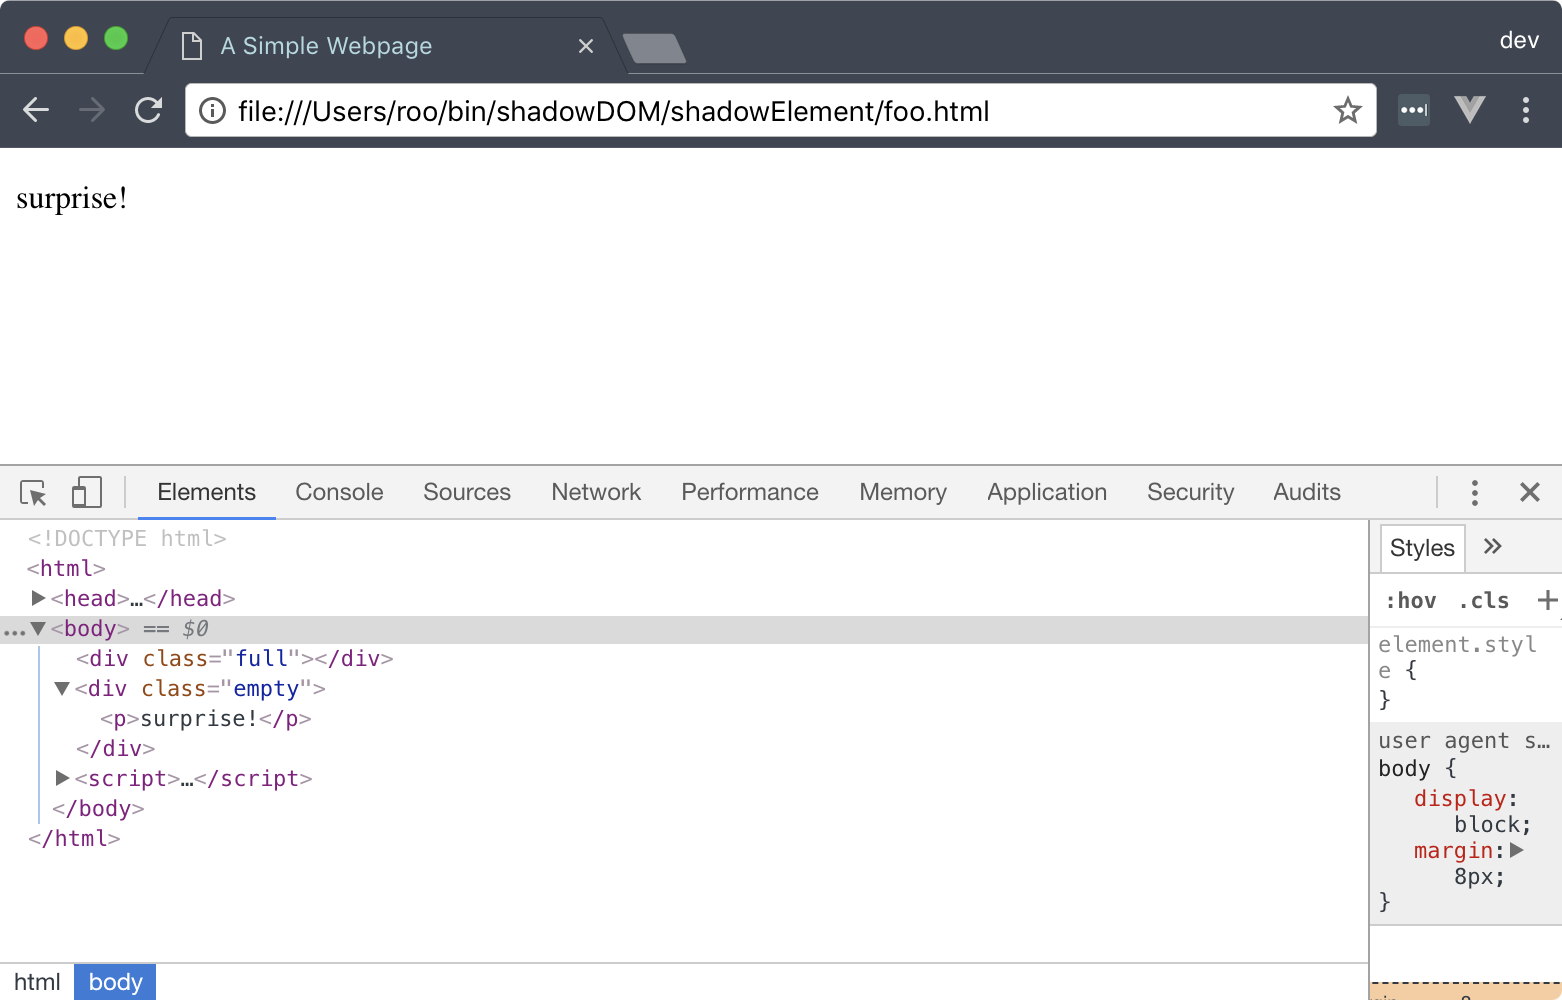 A Simple Webpage
dev
file:///Users/roo/bin/shadowDOM/shadowElement/foo.html
surprise!
Elements Console Sources Network Performance Memory Application Security Audits
<!DOCTYPE html>
<html>
<head>…</head>
<body> == $0
<div class="full"></div>
<div class="empty">
<p>surprise!</p>
</div>
<script>…</script>
</body>
</html>
html body
Styles
:hov .cls
element.styl
e {
}
user agent s…
body {
display:
block;
margin:
8px;
}